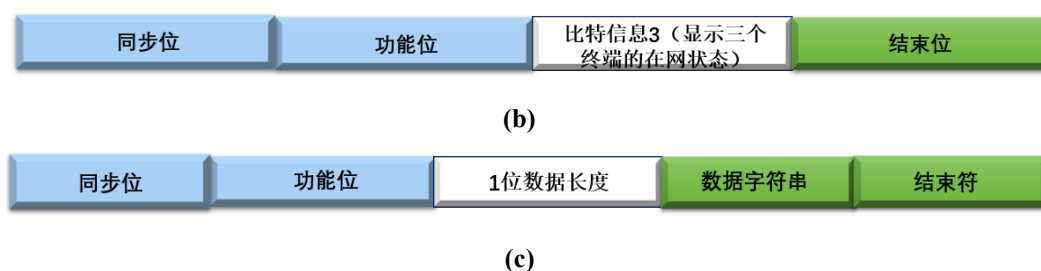 同步位 功能位 比特信息3（显示三个 结束位
终端的在网状态）
(b)
同步位 功能位 1位数据长度 数据字符串 结束符
(c)